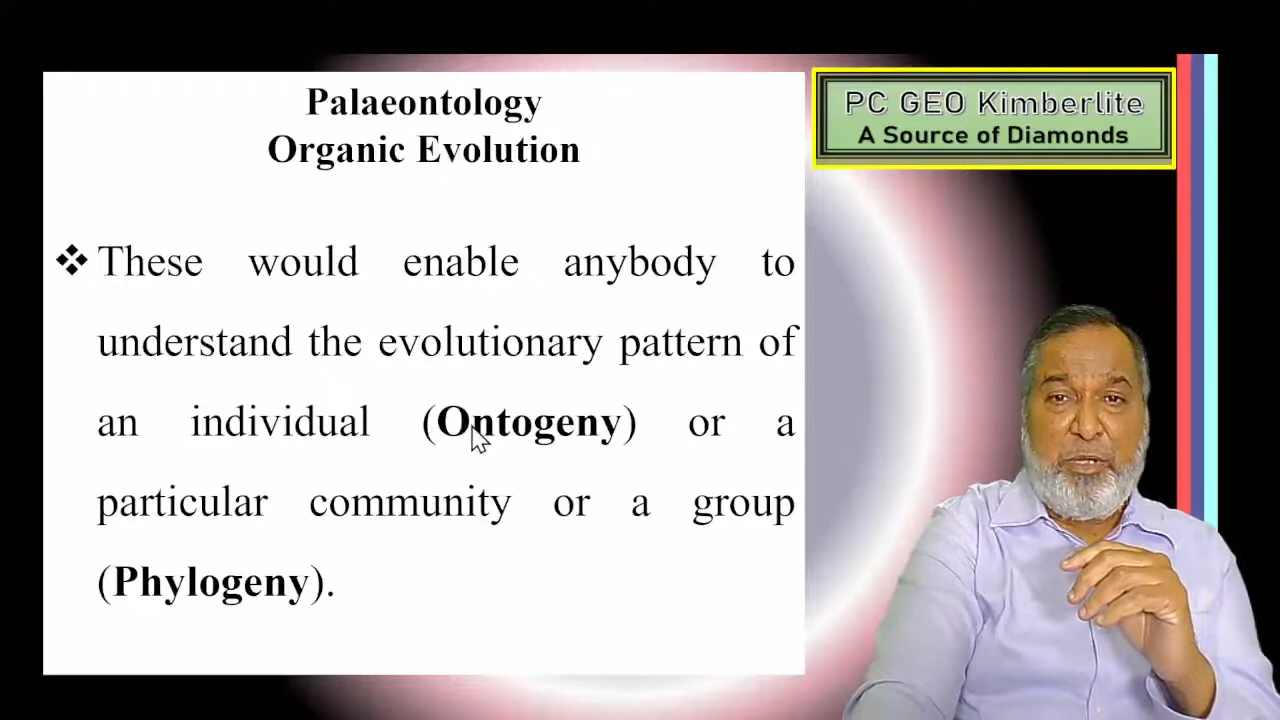 Palaeontology
Organic Evolution
❖ These would enable anybody to
understand the evolutionary pattern of
an individual (Ontogeny) or a
particular community or a group
(Phylogeny).
PC GEO Kimberlite
A Source of Diamonds